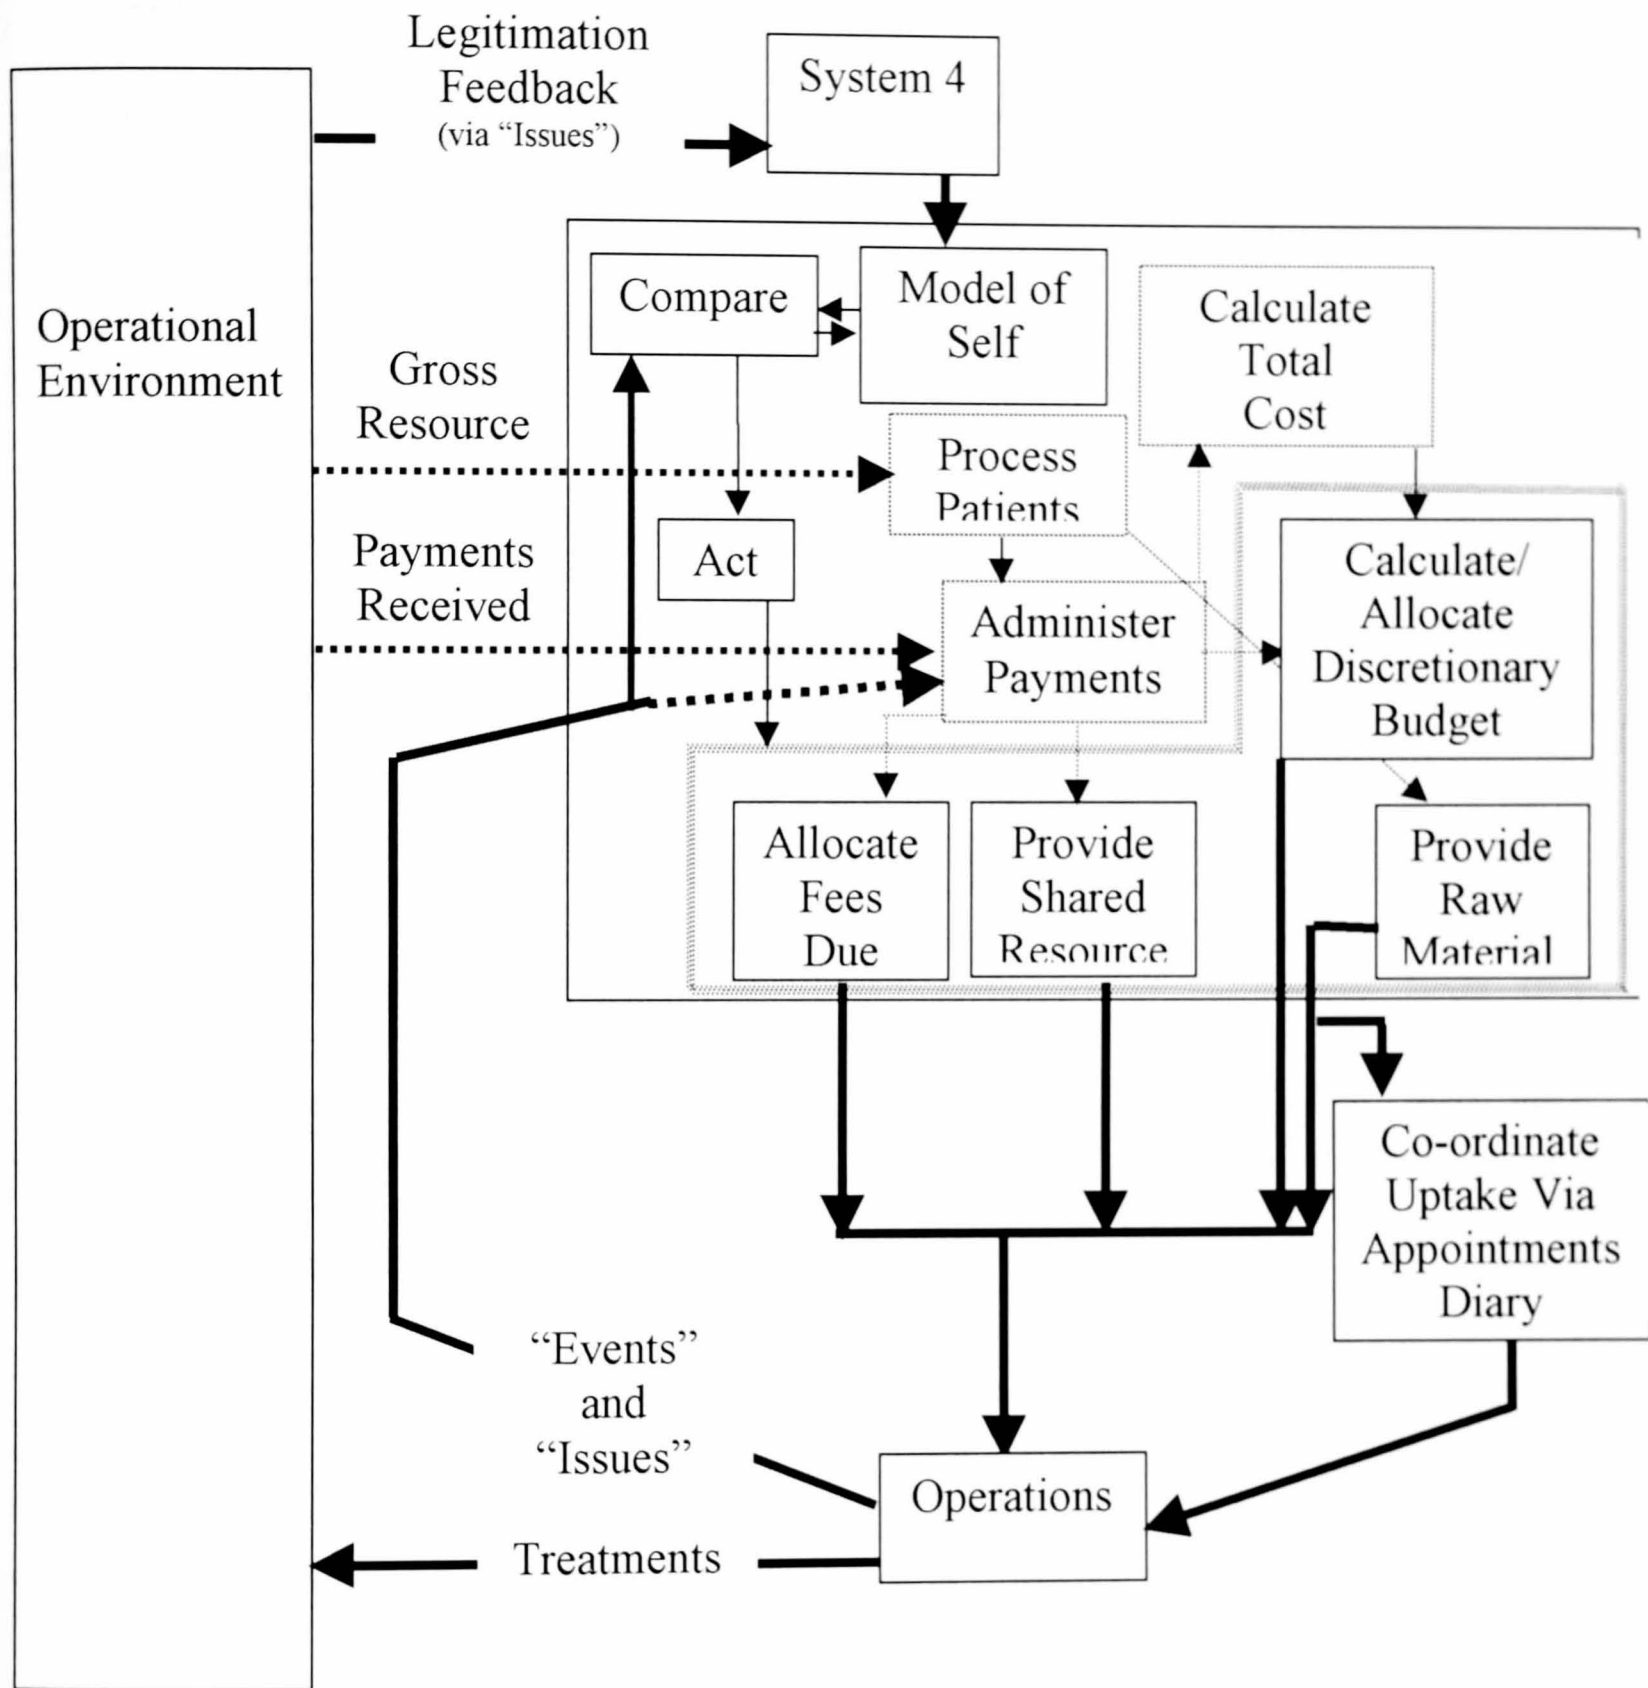 Legitimation
Feedback
(via “Issues”)
System 4
Operational
Environment
Compare
Model of
Self
Calculate
Total
Cost
Gross
Resource
Process
Patients
Payments
Received
Act
Administer
Payments
Calculate/
Allocate
Discretionary
Budget
Allocate
Fees
Due
Provide
Shared
Resource
Provide
Raw
Material
Co-ordinate
Uptake Via
Appointments
Diary
“Events”
and
“Issues”
Operations
Treatments